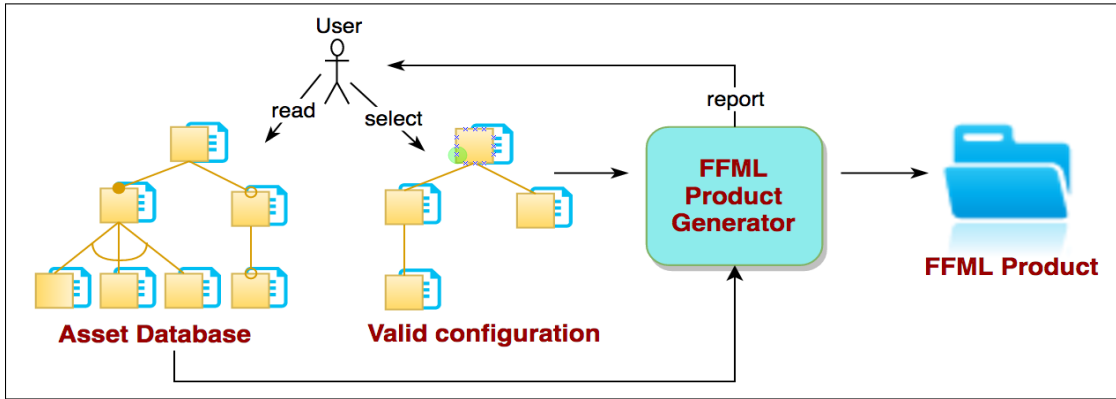 User
read
select
report
FFML
Product
Generator
FFML Product
Asset Database
Valid configuration